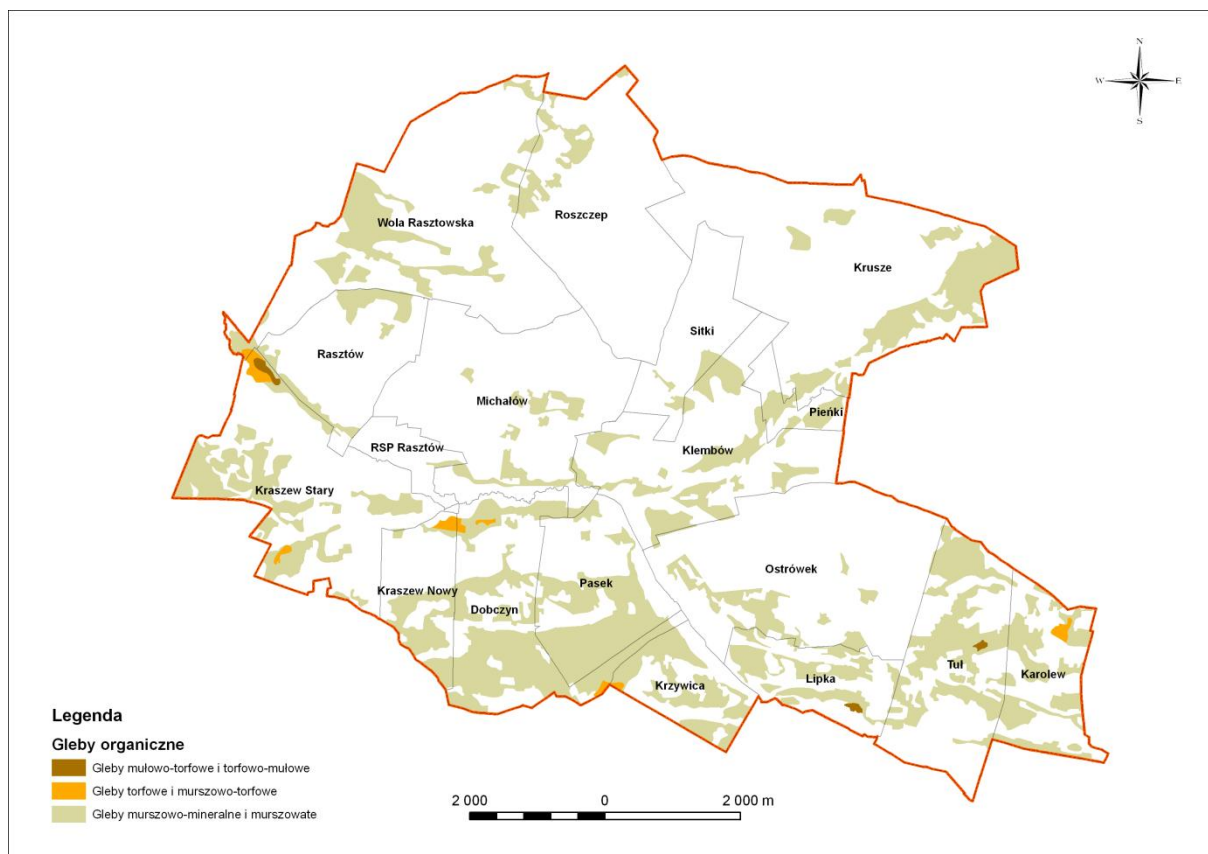 N
W E
S
Wola Rasztowska
Roszczep
Krusze
Sitki
Rasztów
Michałów
Pieńki
RSP Rasztów
Klembów
Kraszew Stary
Ostrówek
Kraszew Nowy
Pasek
Dobczyn
Tuł
Karolew
Lipka
Krzywica
Legenda
Gleby organiczne
Gleby mułowo-torfowe i torfowo-mułowe
Gleby torfowe i murszowo-torfowe
Gleby murszowo-mineralne i murszowate
2 000 0 2 000 m